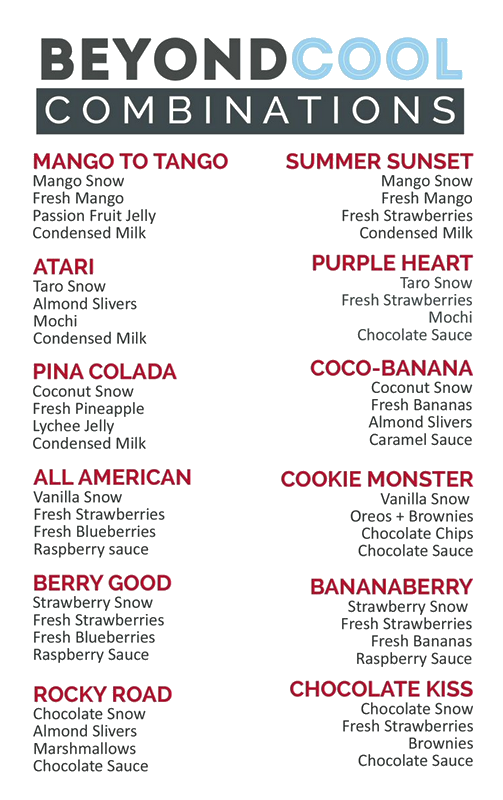 BEYONDCOOL
COMBINATIONS
MANGO TO TANGO
Mango Snow
Fresh Mango
Passion Fruit Jelly
Condensed Milk
ATARI
Taro Snow
Almond Slivers
Mochi
Condensed Milk
PINA COLADA
Coconut Snow
Fresh Pineapple
Lychee Jelly
Condensed Milk
ALL AMERICAN
Vanilla Snow
Fresh Strawberries
Fresh Blueberries
Raspberry sauce
BERRY GOOD
Strawberry Snow
Fresh Strawberries
Fresh Blueberries
Raspberry Sauce
ROCKY ROAD
Chocolate Snow
Almond Slivers
Marshmallows
Chocolate Sauce
SUMMER SUNSET
Mango Snow
Fresh Mango
Fresh Strawberries
Condensed Milk
PURPLE HEART
Taro Snow
Fresh Strawberries
Mochi
Chocolate Sauce
COCO-BANANA
Coconut Snow
Fresh Bananas
Almond Slivers
Caramel Sauce
COOKIE MONSTER
Vanilla Snow
Oreos + Brownies
Chocolate Chips
Chocolate Sauce
BANANABERRY
Strawberry Snow
Fresh Strawberries
Fresh Bananas
Raspberry Sauce
CHOCOLATE KISS
Chocolate Snow
Fresh Strawberries
Brownies
Chocolate Sauce